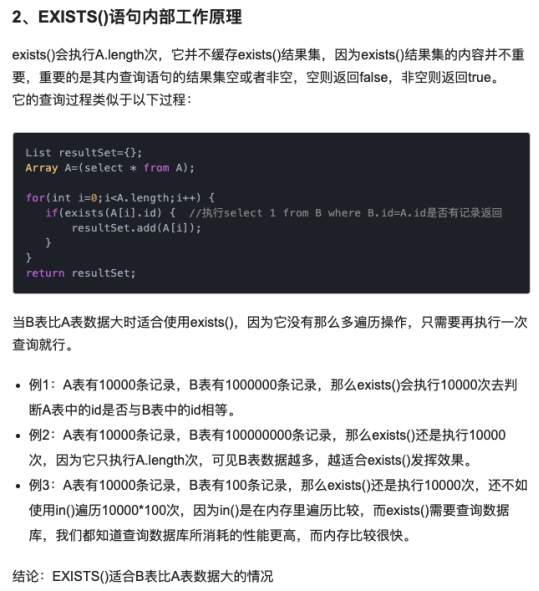 2、EXISTS()语句内部工作原理
exists()会执行A.length次，它并不缓存exists()结果集，因为exists()结果集的内容并不重
要，重要的是其内查询语句的结果集空或者非空，空则返回false，非空则返回true。
它的查询过程类似于以下过程：
List resultSet={};
Array A=(select * from A);
for(int i=0;i<A.length;i++) {
if(exists(A[i].id) {  //执行select 1 from B where B.id=A.id是否有记录返回
resultSet.add(A[i]);
}
}
return resultSet;
当B表比A表数据大时适合使用exists()，因为它没有那么多遍历操作，只需要再执行一次
查询就行。
• 例1：A表有10000条记录，B表有1000000条记录，那么exists()会执行10000次去判
断A表中的id是否与B表中的id相等。
• 例2：A表有10000条记录，B表有100000000条记录，那么exists()还是执行10000
次，因为它只执行A.length次，可见B表数据越多，越适合exists()发挥效果。
• 例3：A表有10000条记录，B表有100条记录，那么exists()还是执行10000次，还不如
使用in()遍历10000*100次，因为in()是在内存里遍历比较，而exists()需要查询数据
库，我们都知道查询数据库所消耗的性能更高，而内存比较很快。
结论：EXISTS()适合B表比A表数据大的情况